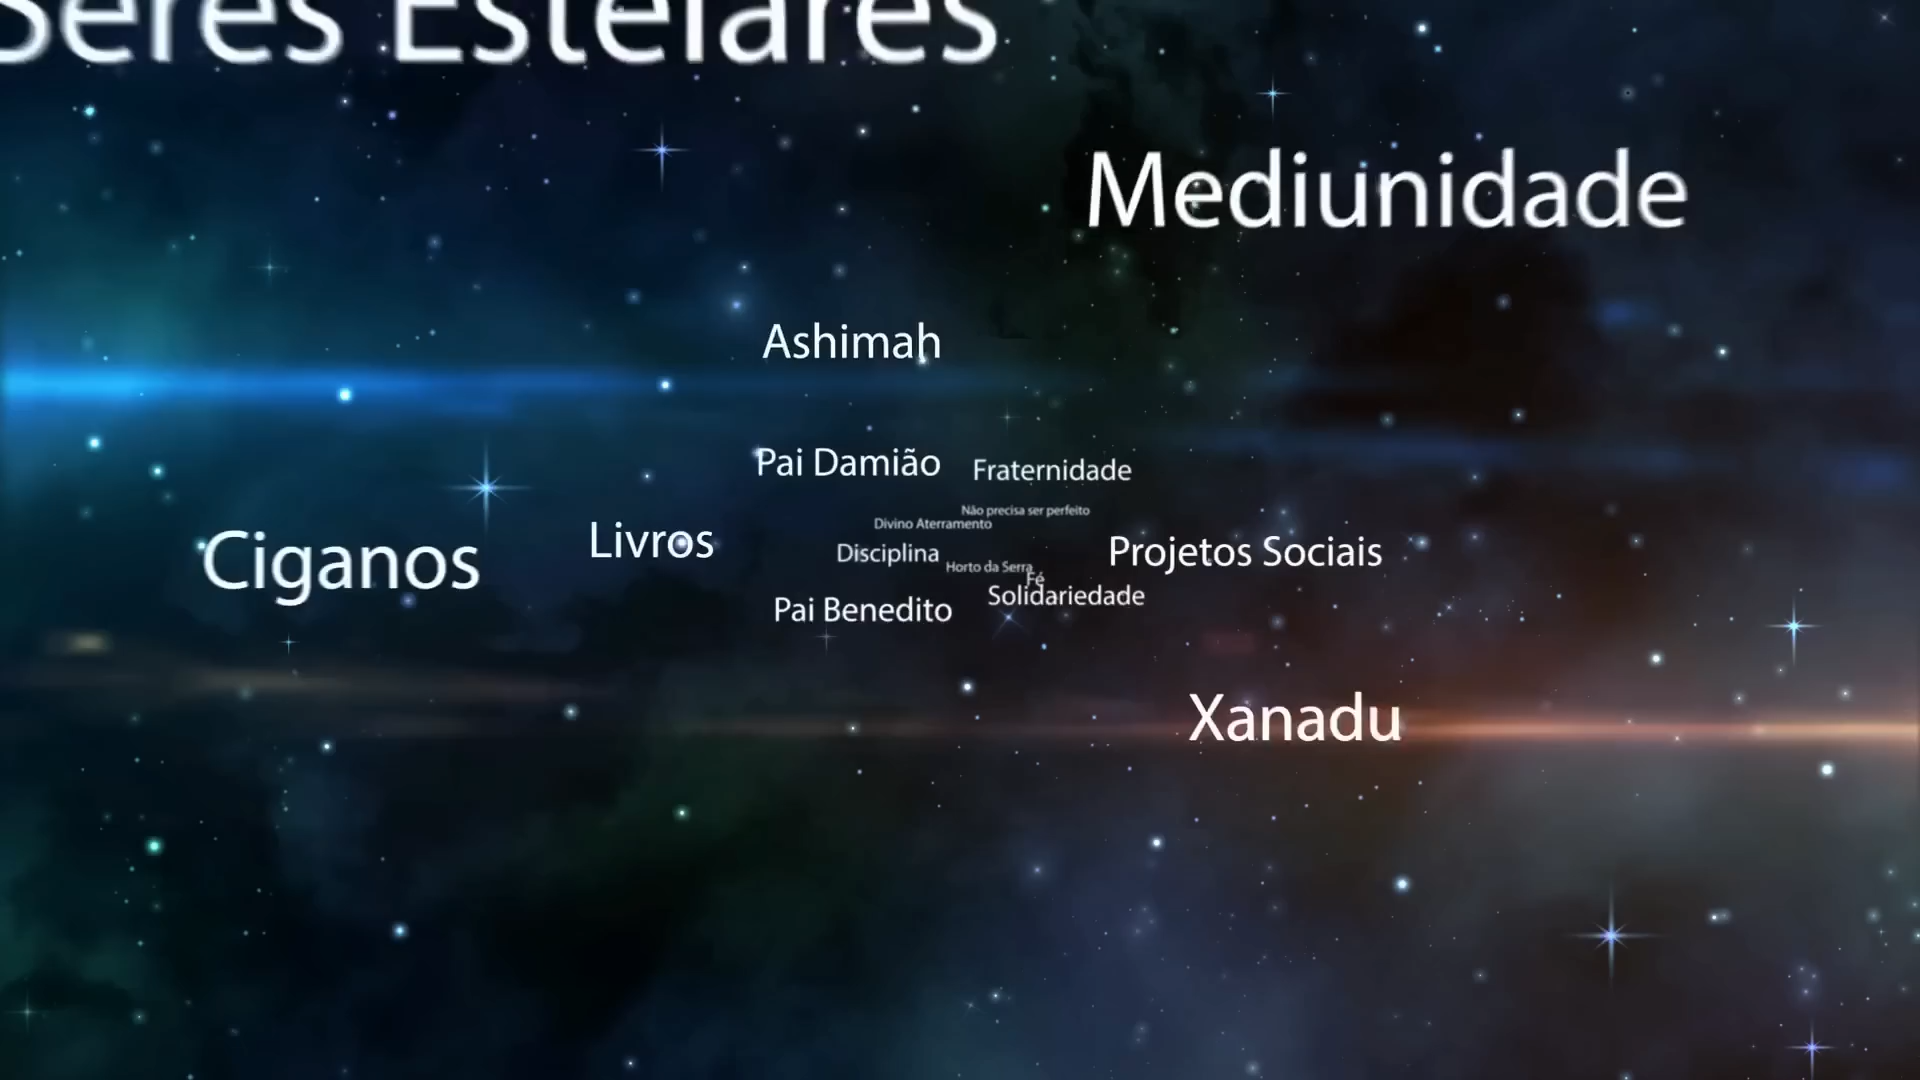 Seres Estelares
Mediunidade
Ashimah
Pai Damião
Fraternidade
Não precisa ser perfeito
Divino Aterramento
Livros
Ciganos
Disciplina
Projetos Sociais
Horto da Serra
Fé
Solidariedade
Pai Benedito
Xanadu